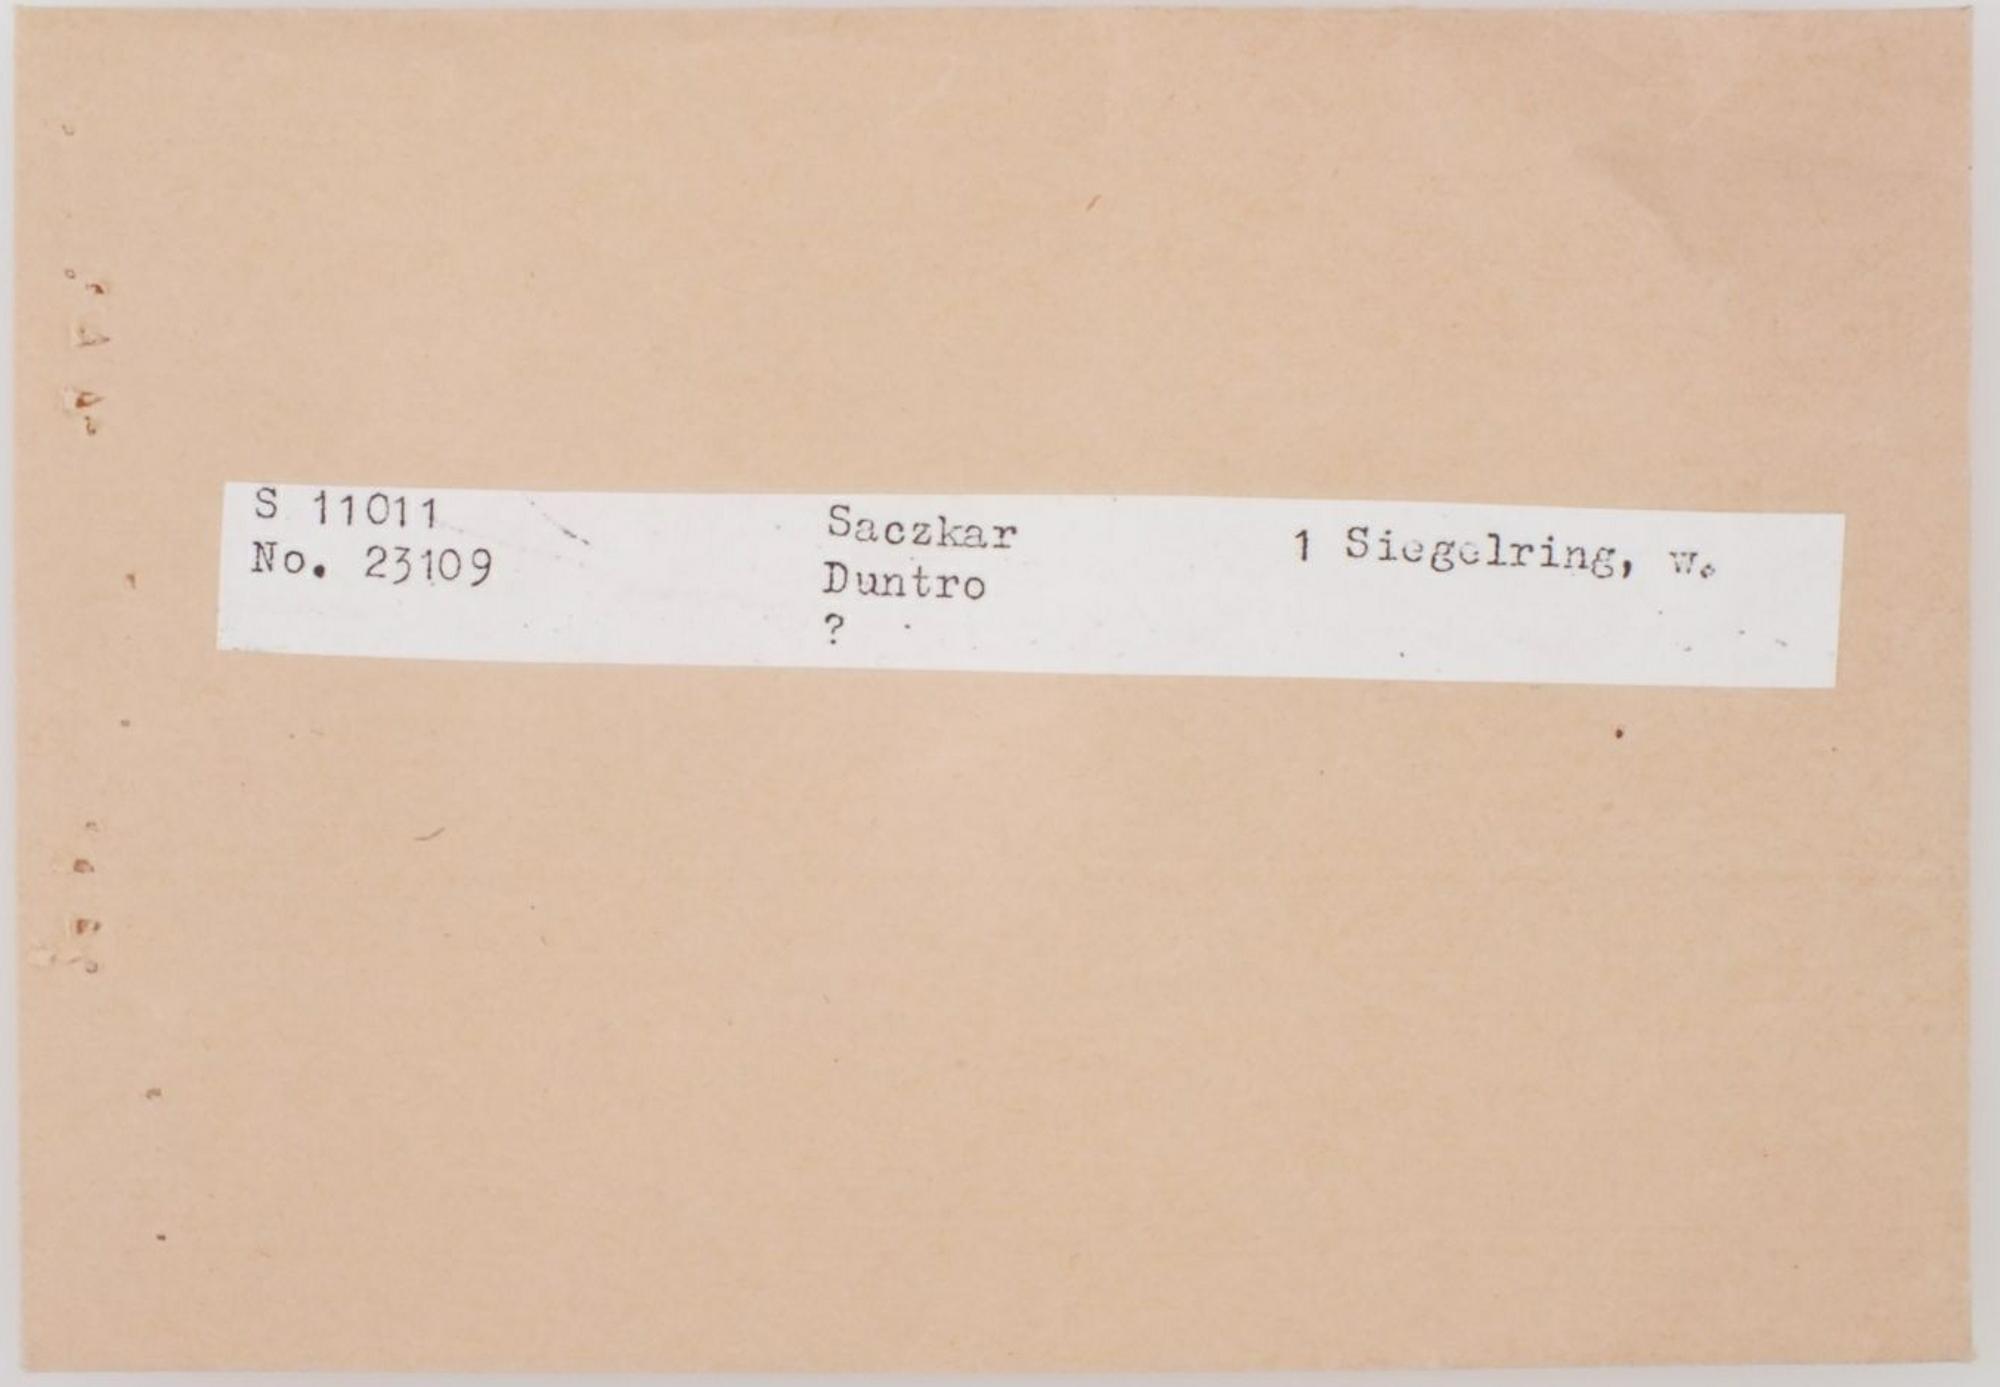 S 11011
No. 23109
Saczkar
Duntro
?
1 Siegelring, w.